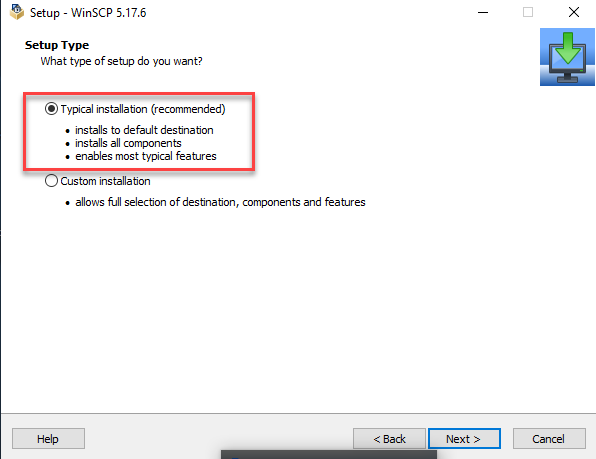 Setup - WinSCP 5.17.6
Setup Type
What type of setup do you want?
Typical installation (recommended)
• installs to default destination
• installs all components
• enables most typical features
Custom installation
• allows full selection of destination, components and features
Help
< Back
Next >
Cancel